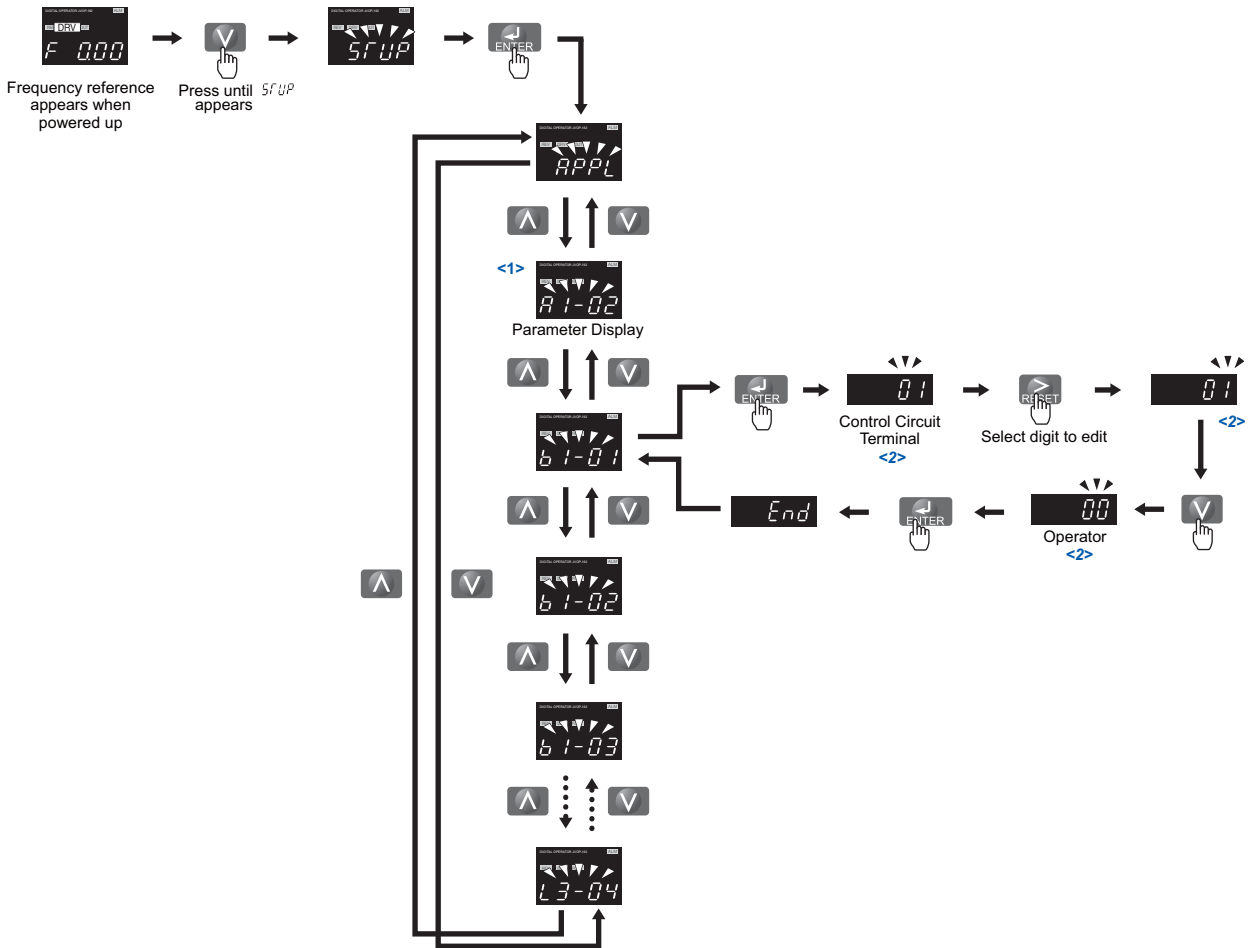 DRV
F 0.00
Frequency reference
appears when
powered up
Press until STUP
appears
STUP
ENTER
APPL
<1>
A1-02
Parameter Display
b1-01
ENTER
01
Control Circuit
Terminal
<2>
RESET
Select digit to edit
01
<2>
End
ENTER
00
Operator
<2>
b1-02
b1-03
L3-04